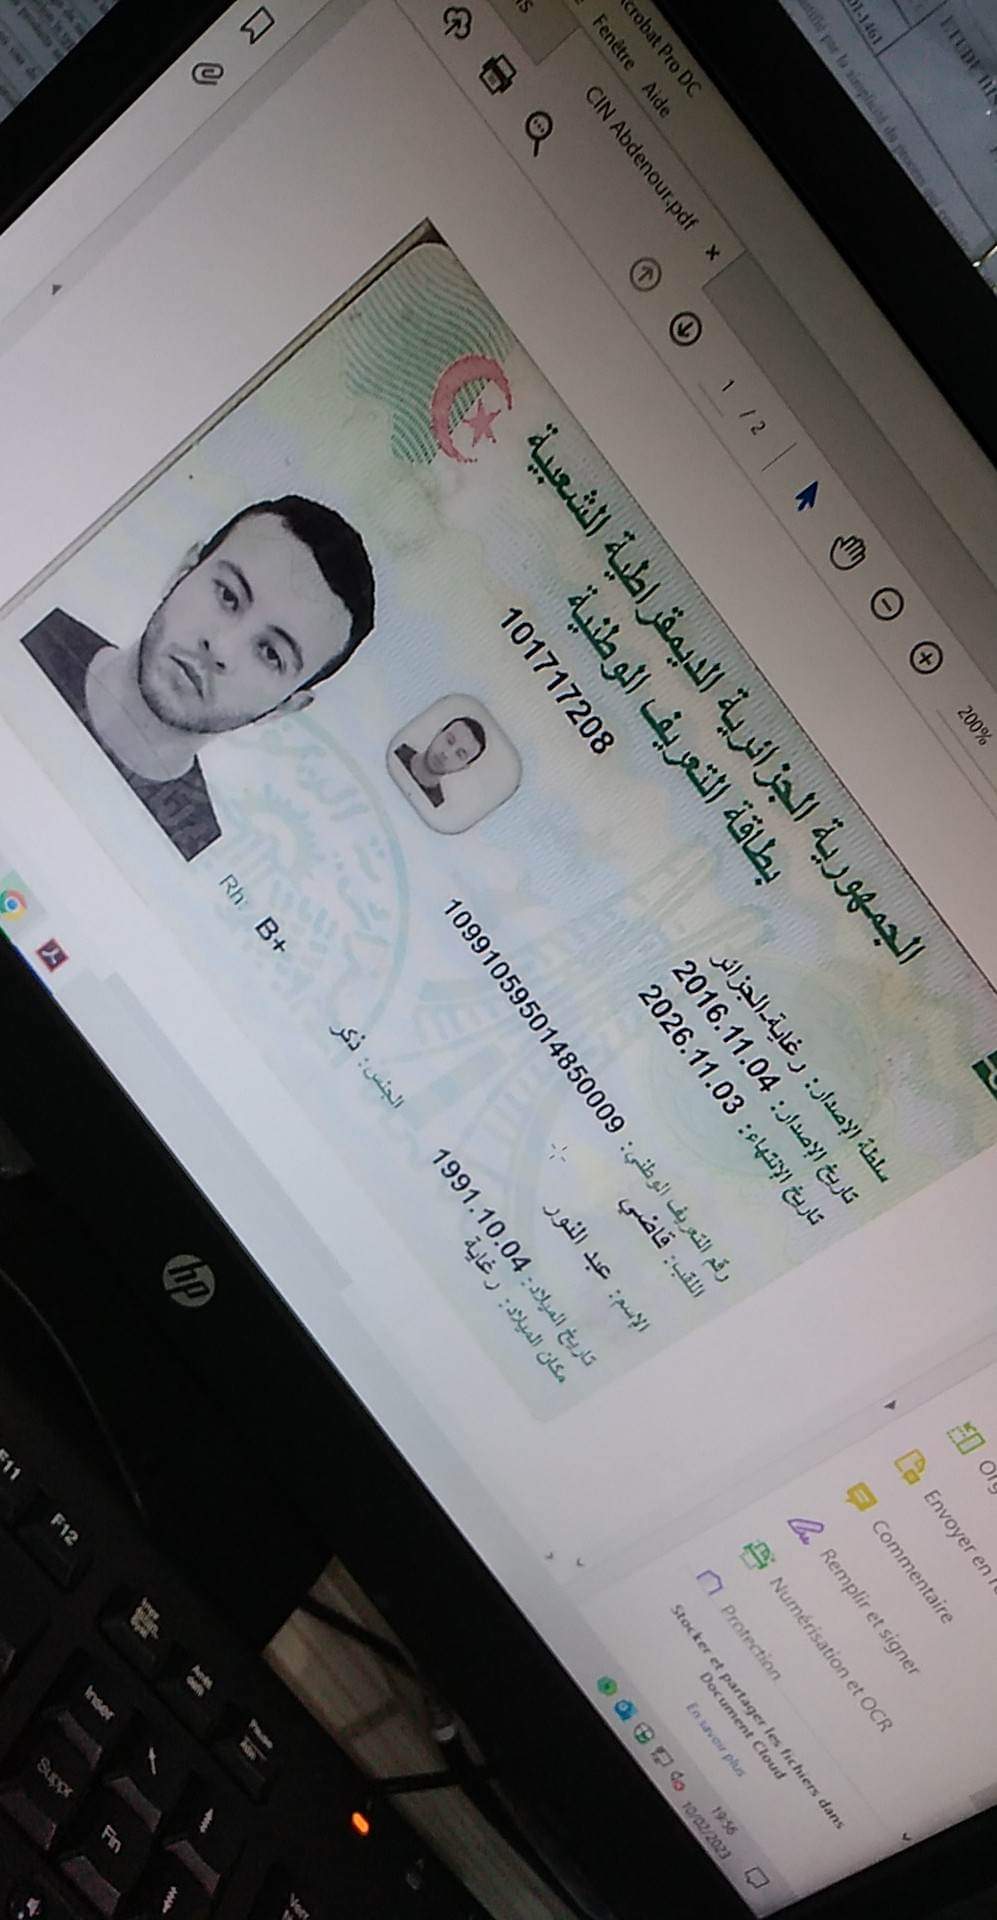 Acrobat Pro DC
Fenêtre Aide
CIN Abdenour.pdf ×
1 / 2
200%
الجمهورية الجزائرية الديمقراطية الشعبية
بطاقة التعريف الوطنية
101717208
سلطة الإصدار: رغاية-الجزائر
تاريخ الإصدار: 2016.11.04
تاريخ الإنتهاء: 2026.11.03
رقم التعريف الوطني: 109910595014850009
اللقب: قاضي
الإسم: عبد النور
تاريخ الميلاد: 1991.10.04
مكان الميلاد: رغاية
الجنس: ذكر
Rh: B+
Commentaire
Remplir et signer
Numérisation et OCR
Protection
Stocker et partager les fichiers dans
Document Cloud
En savoir plus
19:56
10/02/2023
hp
F11
F12
Inser
Suppr
Fin